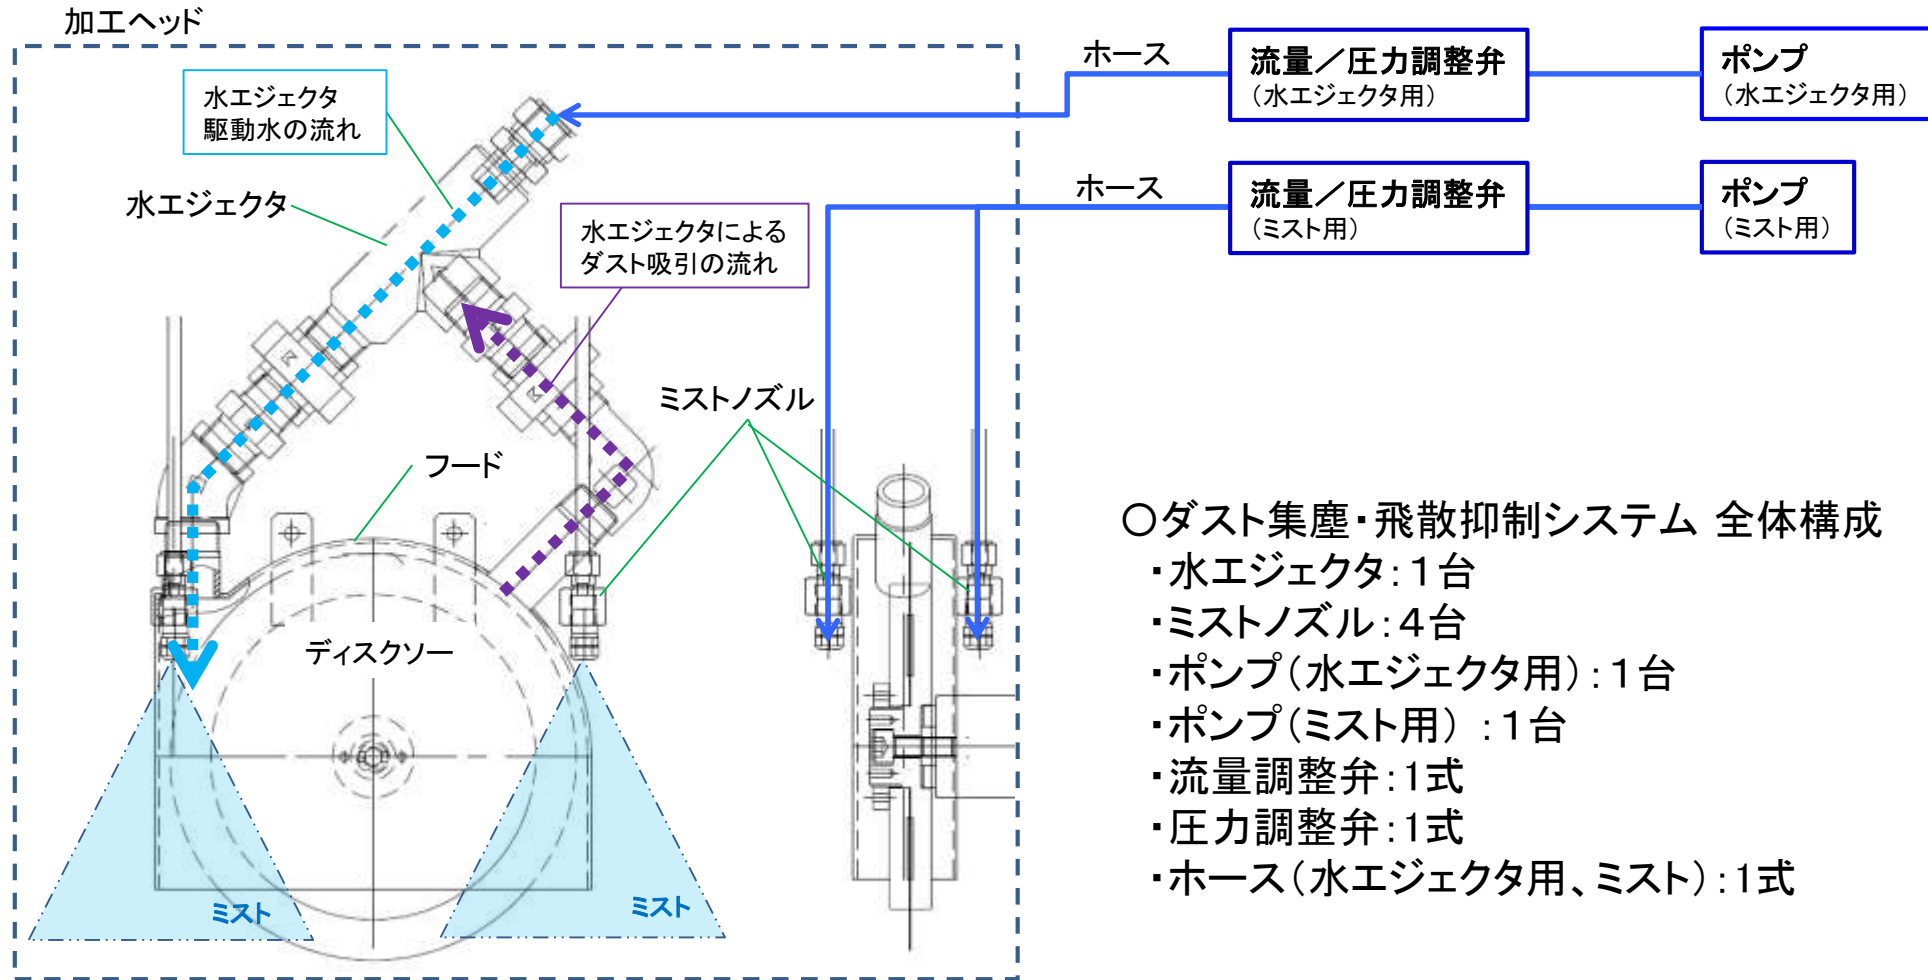 加工ヘッド
ホース
流量／圧力調整弁
（水エジェクタ用）
ポンプ
（水エジェクタ用）
水エジェクタ
駆動水の流れ
ホース
流量／圧力調整弁
（ミスト用）
ポンプ
（ミスト用）
水エジェクタ
水エジェクタによる
ダスト吸引の流れ
ミストノズル
フード
ディスクソー
ミスト
ミスト
○ダスト集塵・飛散抑制システム 全体構成
・水エジェクタ：１台
・ミストノズル：４台
・ポンプ（水エジェクタ用）：１台
・ポンプ（ミスト用）：１台
・流量調整弁：1式
・圧力調整弁：1式
・ホース（水エジェクタ用、ミスト）：1式